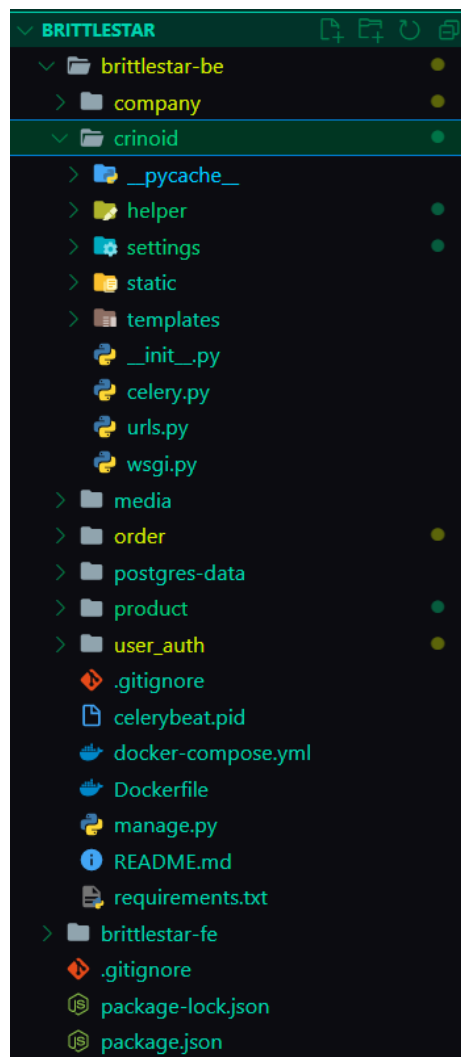 BRITTLESTAR
brittlestar-be
company
crinoid
__pycache__
helper
settings
static
templates
__init__.py
celery.py
urls.py
wsgi.py
media
order
postgres-data
product
user_auth
.gitignore
celerybeat.pid
docker-compose.yml
Dockerfile
manage.py
README.md
requirements.txt
brittlestar-fe
.gitignore
package-lock.json
package.json